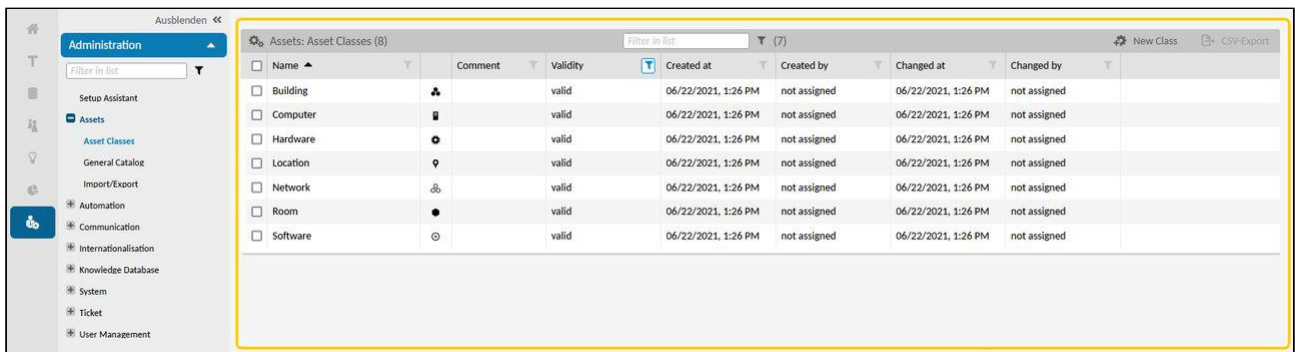 Ausblenden
Administration
Filter in list
Setup Assistant
Assets
Asset Classes
General Catalog
Import/Export
Automation
Communication
Internationalisation
Knowledge Database
System
Ticket
User Management
Assets: Asset Classes (8) Filter in list (7) New Class CSV-Export
Name Comment Validity Created at Created by Changed at Changed by
Building valid 06/22/2021, 1:26 PM not assigned 06/22/2021, 1:26 PM not assigned
Computer valid 06/22/2021, 1:26 PM not assigned 06/22/2021, 1:26 PM not assigned
Hardware valid 06/22/2021, 1:26 PM not assigned 06/22/2021, 1:26 PM not assigned
Location valid 06/22/2021, 1:26 PM not assigned 06/22/2021, 1:26 PM not assigned
Network valid 06/22/2021, 1:26 PM not assigned 06/22/2021, 1:26 PM not assigned
Room valid 06/22/2021, 1:26 PM not assigned 06/22/2021, 1:26 PM not assigned
Software valid 06/22/2021, 1:26 PM not assigned 06/22/2021, 1:26 PM not assigned